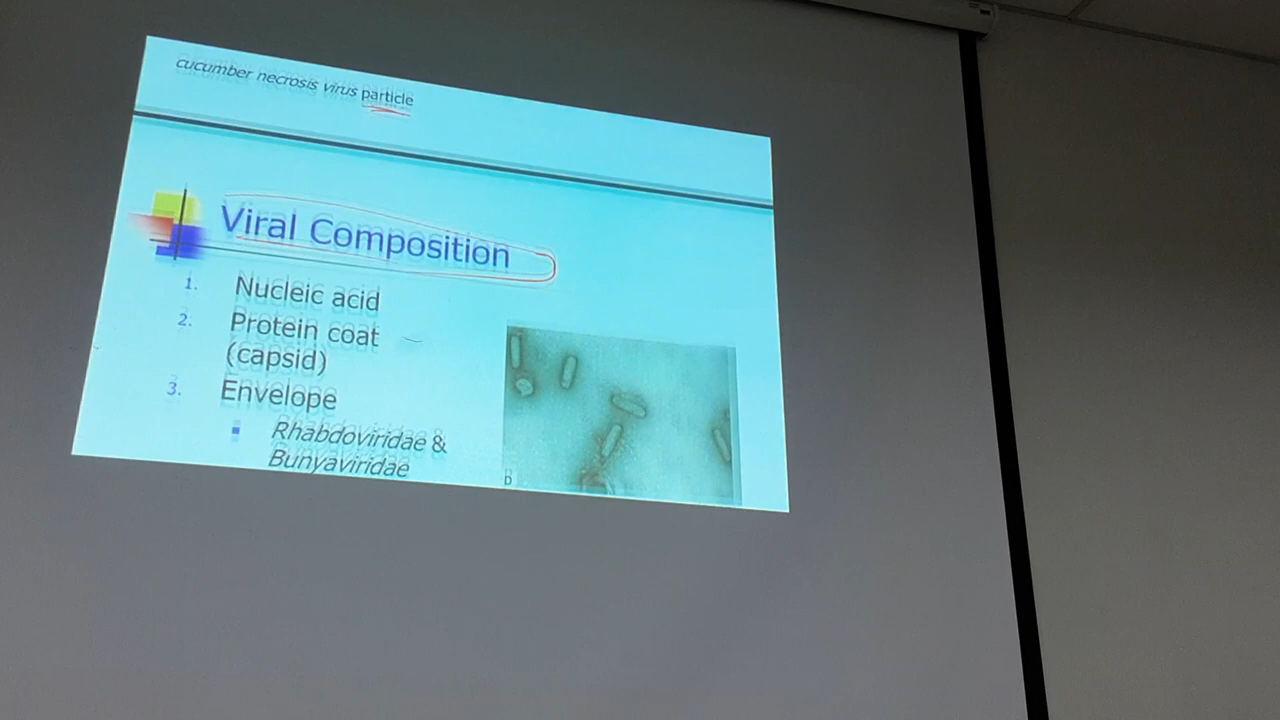 cucumber necrosis virus particle
Viral Composition
1. Nucleic acid
2. Protein coat
(capsid)
3. Envelope
Rhabdoviridae &
Bunyaviridae
b